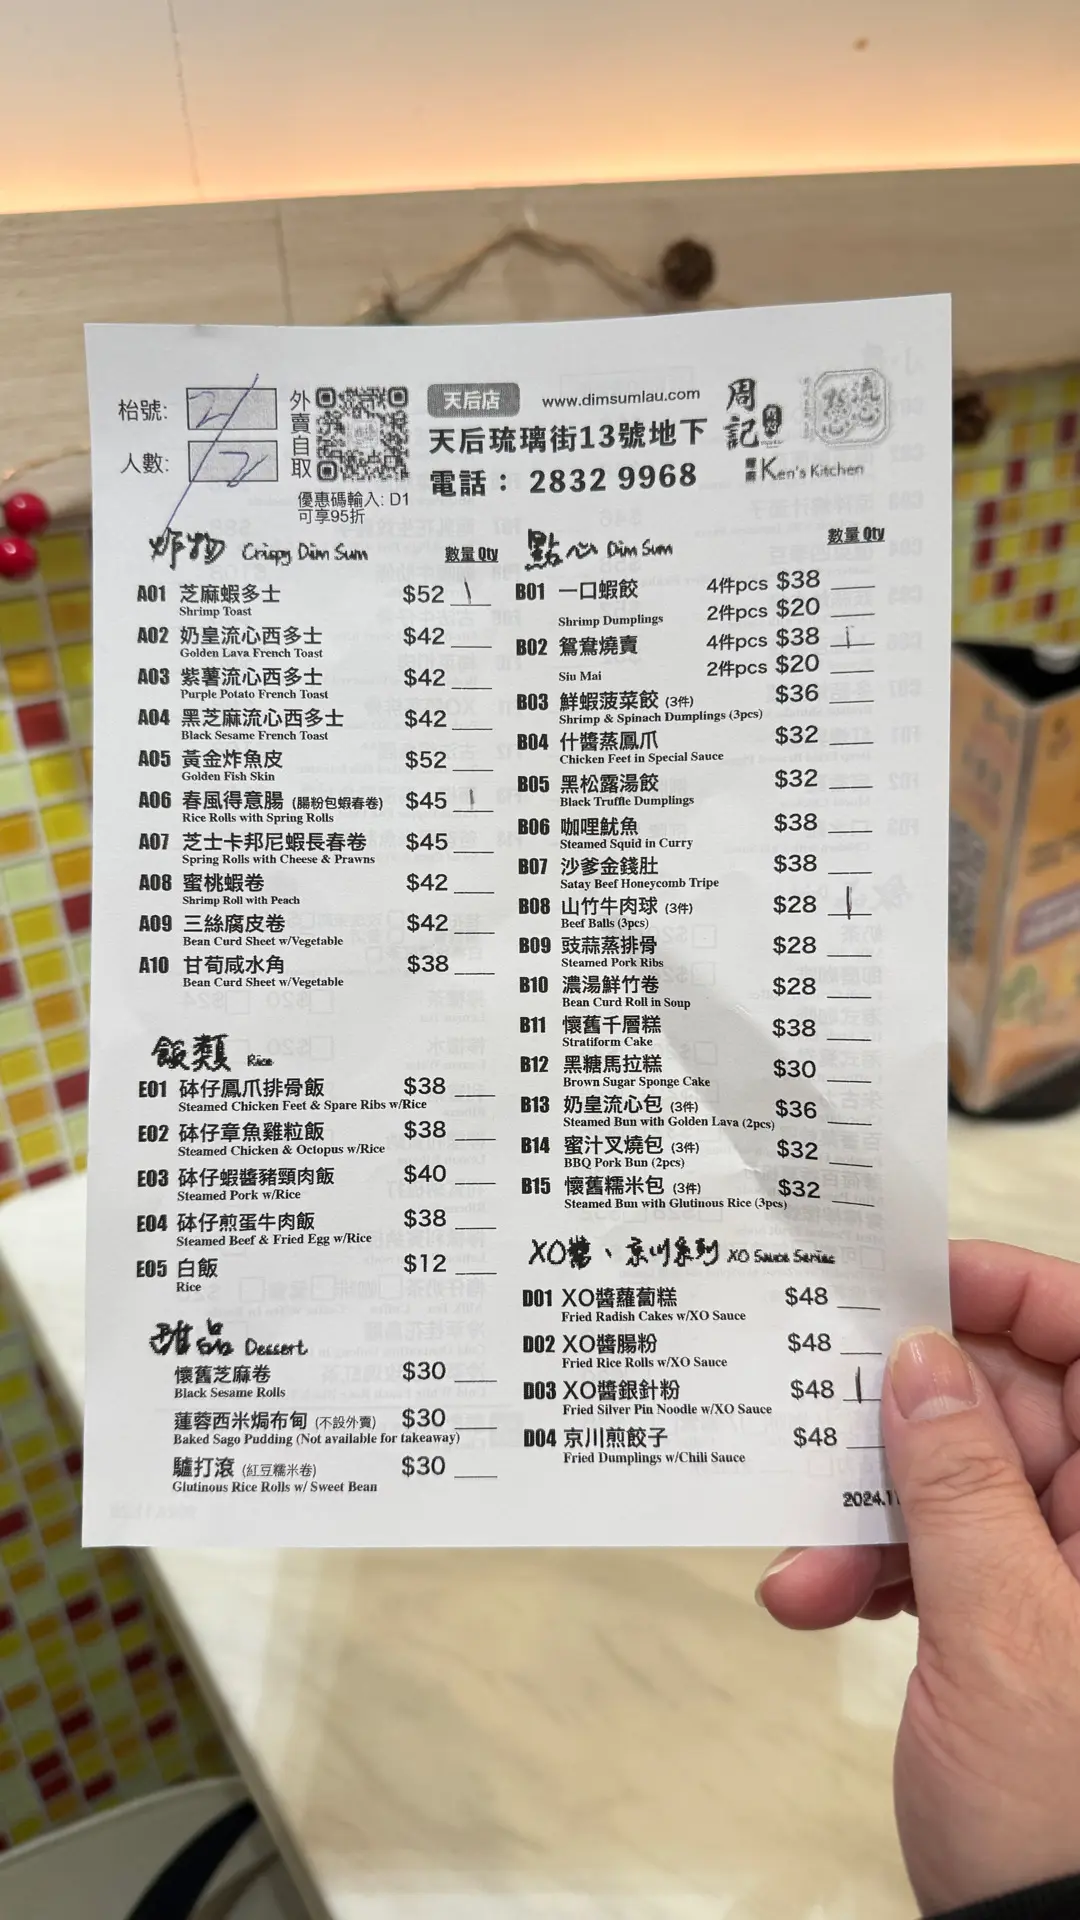 枱號: 2/
人數: 2
外賣自取
優惠碼輸入: D1
可享95折
天后店 www.dimsumlau.com
天后琉璃街13號地下
電話： 2832 9968
周記
點心
流心
Ken's Kitchen
炸物 Crispy Dim Sum 數量 Qty
A01 芝麻蝦多士 $52 \
Shrimp Toast
A02 奶皇流心西多士 $42
Golden Lava French Toast
A03 紫薯流心西多士 $42
Purple Potato French Toast
A04 黑芝麻流心西多士 $42
Black Sesame French Toast
A05 黃金炸魚皮 $52
Golden Fish Skin
A06 春風得意腸 (腸粉包蝦春卷) $45 |
Rice Rolls with Spring Rolls
A07 芝士卡邦尼蝦長春卷 $45
Spring Rolls with Cheese & Prawns
A08 蜜桃蝦卷 $42
Shrimp Roll with Peach
A09 三絲腐皮卷 $42
Bean Curd Sheet w/Vegetable
A10 甘荀咸水角 $38
Bean Curd Sheet w/Vegetable
飯類 Rice
E01 砵仔鳳爪排骨飯 $38
Steamed Chicken Feet & Spare Ribs w/Rice
E02 砵仔章魚雞粒飯 $38
Steamed Chicken & Octopus w/Rice
E03 砵仔蝦醬豬頸肉飯 $40
Steamed Pork w/Rice
E04 砵仔煎蛋牛肉飯 $38
Steamed Beef & Fried Egg w/Rice
E05 白飯 $12
Rice
甜品 Dessert
懷舊芝麻卷 $30
Black Sesame Rolls
蓮蓉西米焗布甸 (不設外賣) $30
Baked Sago Pudding (Not available for takeaway)
驢打滾 (紅豆糯米卷) $30
Glutinous Rice Rolls w/ Sweet Bean
點心 Dim Sum 數量 Qty
B01 一口蝦餃 4件pcs $38
Shrimp Dumplings 2件pcs $20
B02 鴛鴦燒賣 4件pcs $38 |
Siu Mai 2件pcs $20
B03 鮮蝦菠菜餃 (3件) $36
Shrimp & Spinach Dumplings (3pcs)
B04 什醬蒸鳳爪 $32
Chicken Feet in Special Sauce
B05 黑松露湯餃 $32
Black Truffle Dumplings
B06 咖哩魷魚 $38
Steamed Squid in Curry
B07 沙爹金錢肚 $38
Satay Beef Honeycomb Tripe
B08 山竹牛肉球 (3件) $28 |
Beef Balls (3pcs)
B09 豉蒜蒸排骨 $28
Steamed Pork Ribs
B10 濃湯鮮竹卷 $28
Bean Curd Roll in Soup
B11 懷舊千層糕 $38
Stratiform Cake
B12 黑糖馬拉糕 $30
Brown Sugar Sponge Cake
B13 奶皇流心包 (3件) $36
Steamed Bun with Golden Lava (2pcs)
B14 蜜汁叉燒包 (3件) $32
BBQ Pork Bun (2pcs)
B15 懷舊糯米包 (3件) $32
Steamed Bun with Glutinous Rice (3pcs)
XO醬、京川系列 XO Sauce Series
D01 XO醬蘿蔔糕 $48
Fried Radish Cakes w/XO Sauce
D02 XO醬腸粉 $48
Fried Rice Rolls w/XO Sauce
D03 XO醬銀針粉 $48 |
Fried Silver Pin Noodle w/XO Sauce
D04 京川煎餃子 $48
Fried Dumplings w/Chili Sauce
2024.1